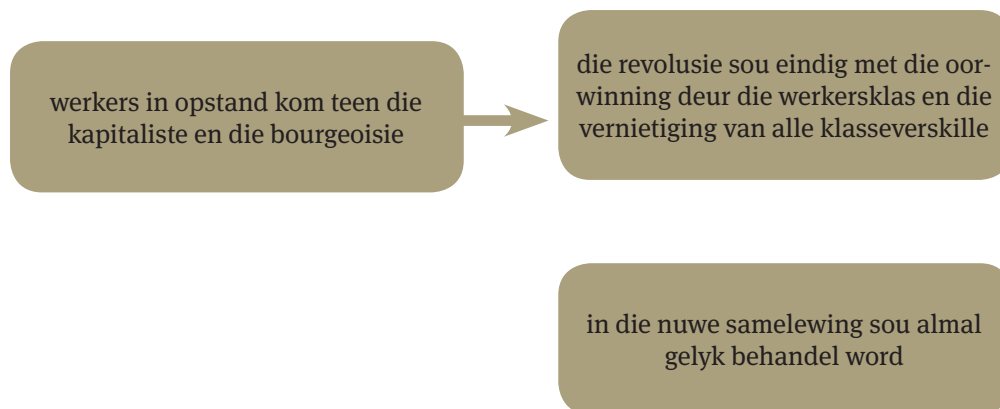 werkers in opstand kom teen die
kapitaliste en die bourgeoisie
die revolusie sou eindig met die oor-
winning deur die werkersklas en die
vernietiging van alle klasseverskille
in die nuwe samelewing sou almal
gelyk behandel word